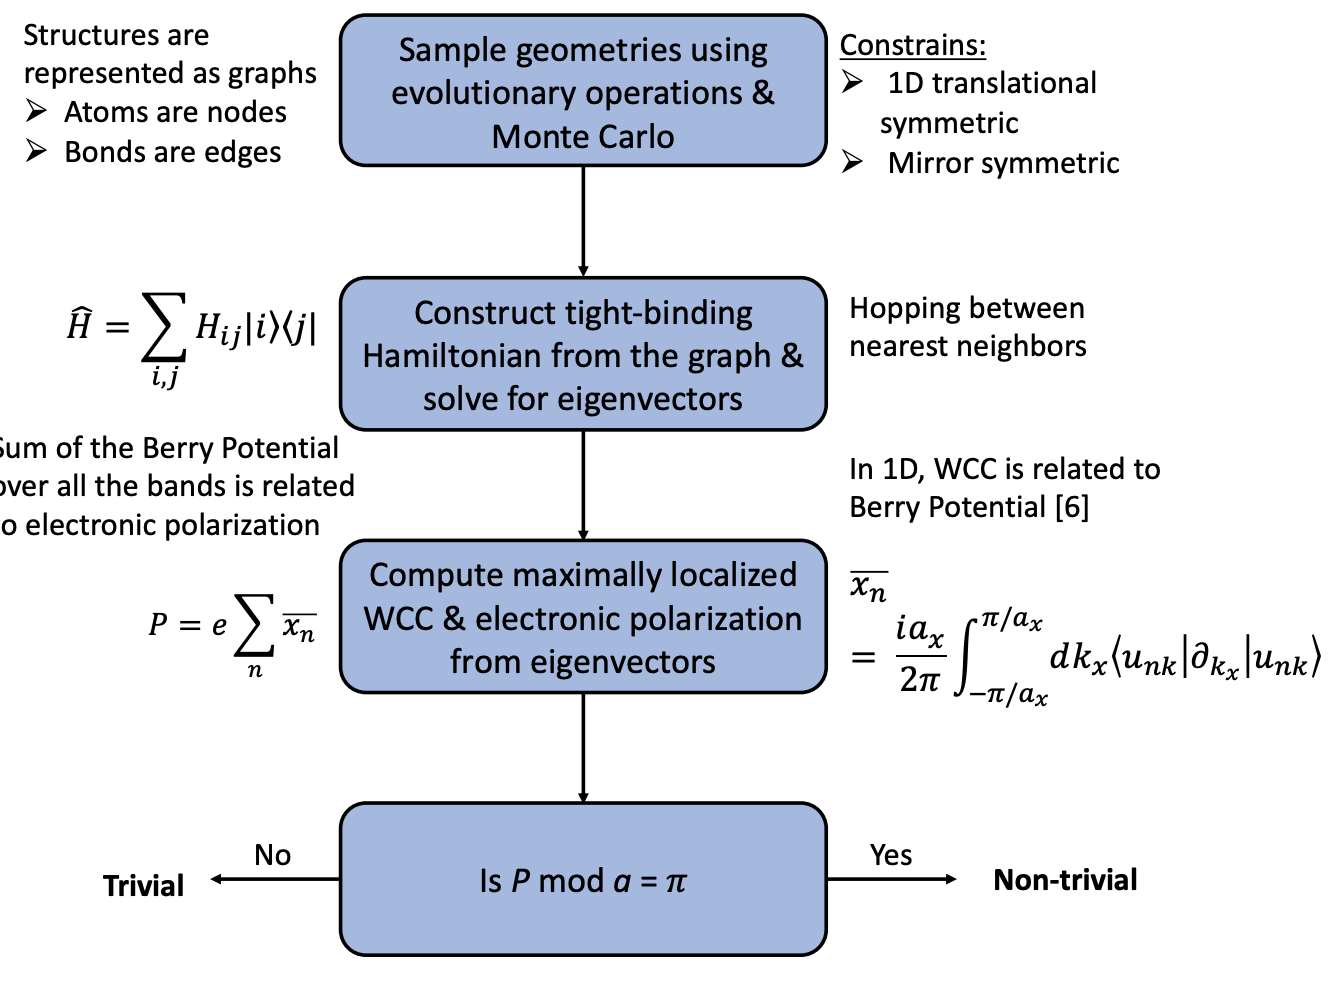 Structures are
represented as graphs
➢ Atoms are nodes
➢ Bonds are edges
Sample geometries using
evolutionary operations &
Monte Carlo
Constrains:
➢ 1D translational
symmetric
➢ Mirror symmetric
Ĥ = ∑ H_ij |i⟩⟨j|
i,j
Construct tight-binding
Hamiltonian from the graph &
solve for eigenvectors
Hopping between
nearest neighbors
Sum of the Berry Potential
over all the bands is related
o electronic polarization
In 1D, WCC is related to
Berry Potential [6]
P = e ∑ x̅_n
n
Compute maximally localized
WCC & electronic polarization
from eigenvectors
x̅_n
= ia_x/2π ∫_{-π/a_x}^{π/a_x} dk_x⟨u_nk|∂_{k_x}|u_nk⟩
No
Trivial
Is P mod a = π
Yes
Non-trivial